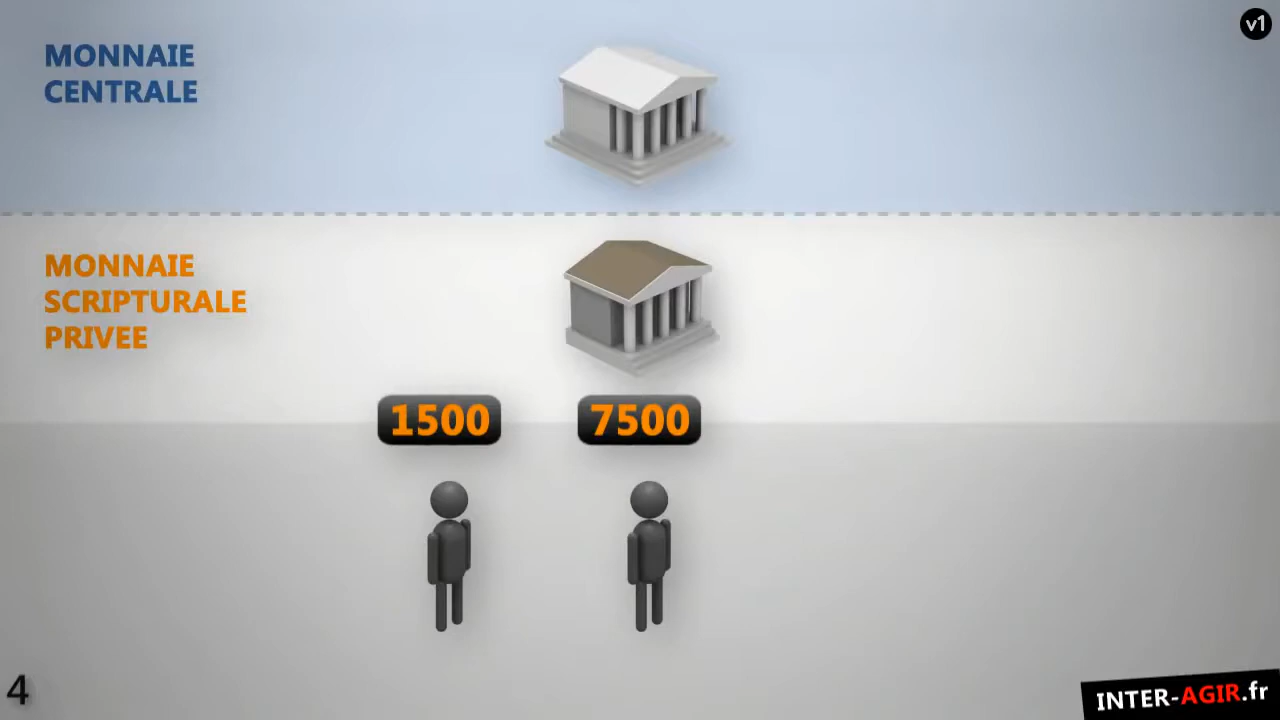 MONNAIE
CENTRALE
v1
MONNAIE
SCRIPTURALE
PRIVEE
1500
7500
4
INTER-AGIR.fr